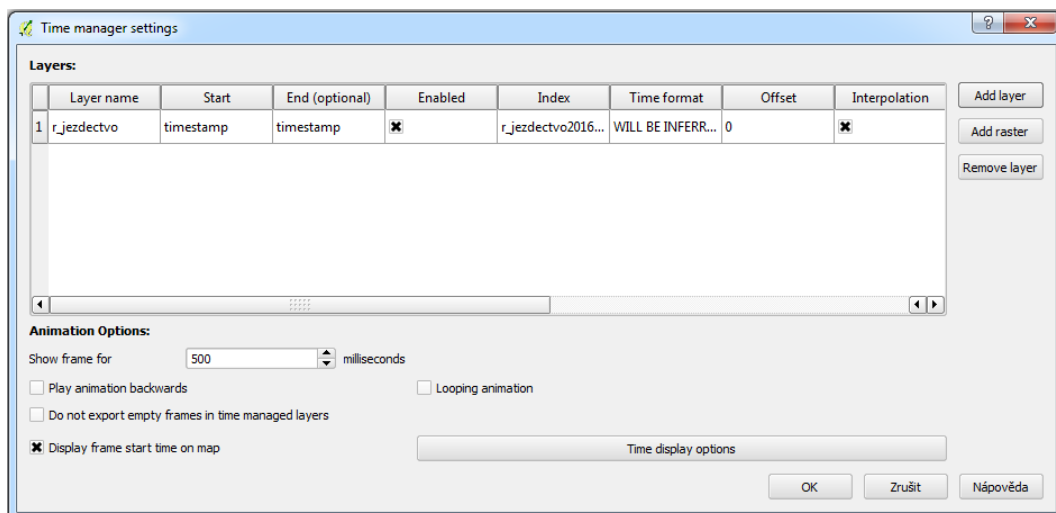 Time manager settings
Layers:
Layer name Start End (optional) Enabled Index Time format Offset Interpolation
1 r_jezdectvo timestamp timestamp r_jezdectvo2016... WILL BE INFERR... 0
Add layer
Add raster
Remove layer
Animation Options:
Show frame for 500 milliseconds
Play animation backwards Looping animation
Do not export empty frames in time managed layers
Display frame start time on map Time display options
OK Zrušit Nápověda